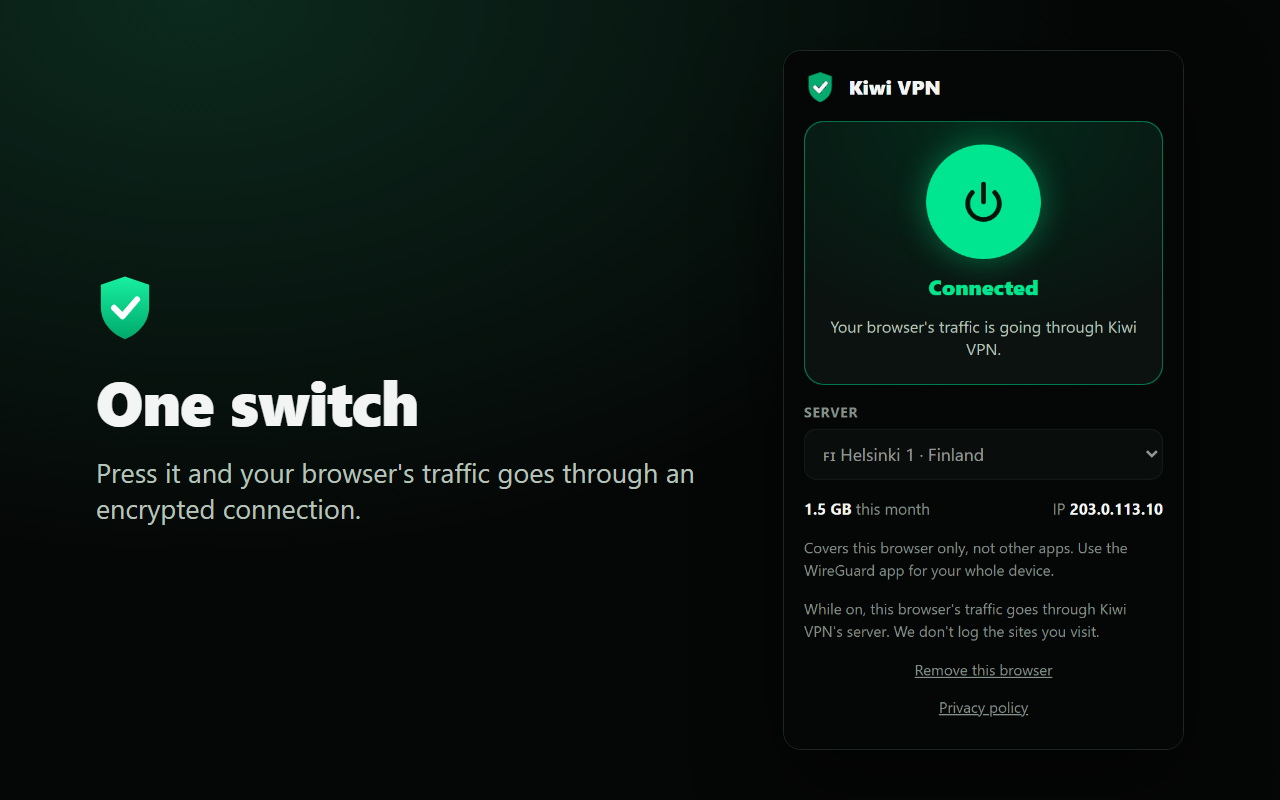 One switch
Press it and your browser's traffic goes through an
encrypted connection.
Kiwi VPN
Connected
Your browser's traffic is going through Kiwi
VPN.
SERVER
FI Helsinki 1 · Finland
1.5 GB this month
IP 203.0.113.10
Covers this browser only, not other apps. Use the
WireGuard app for your whole device.
While on, this browser's traffic goes through Kiwi
VPN's server. We don't log the sites you visit.
Remove this browser
Privacy policy